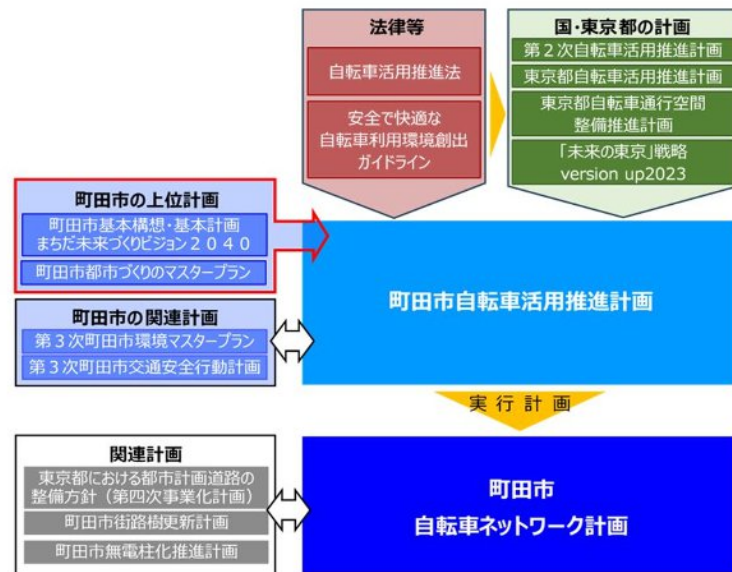 法律等
自転車活用推進法
安全で快適な
自転車利用環境創出
ガイドライン
国・東京都の計画
第2次自転車活用推進計画
東京都自転車活用推進計画
東京都自転車通行空間
整備推進計画
「未来の東京」戦略
version up2023
町田市の上位計画
町田市基本構想・基本計画
まちだ未来づくりビジョン2040
町田市都市づくりのマスタープラン
町田市自転車活用推進計画
町田市の関連計画
第3次町田市環境マスタープラン
第3次町田市交通安全行動計画
実行計画
関連計画
東京都における都市計画道路の
整備方針（第四次事業化計画）
町田市街路樹更新計画
町田市無電柱化推進計画
町田市
自転車ネットワーク計画